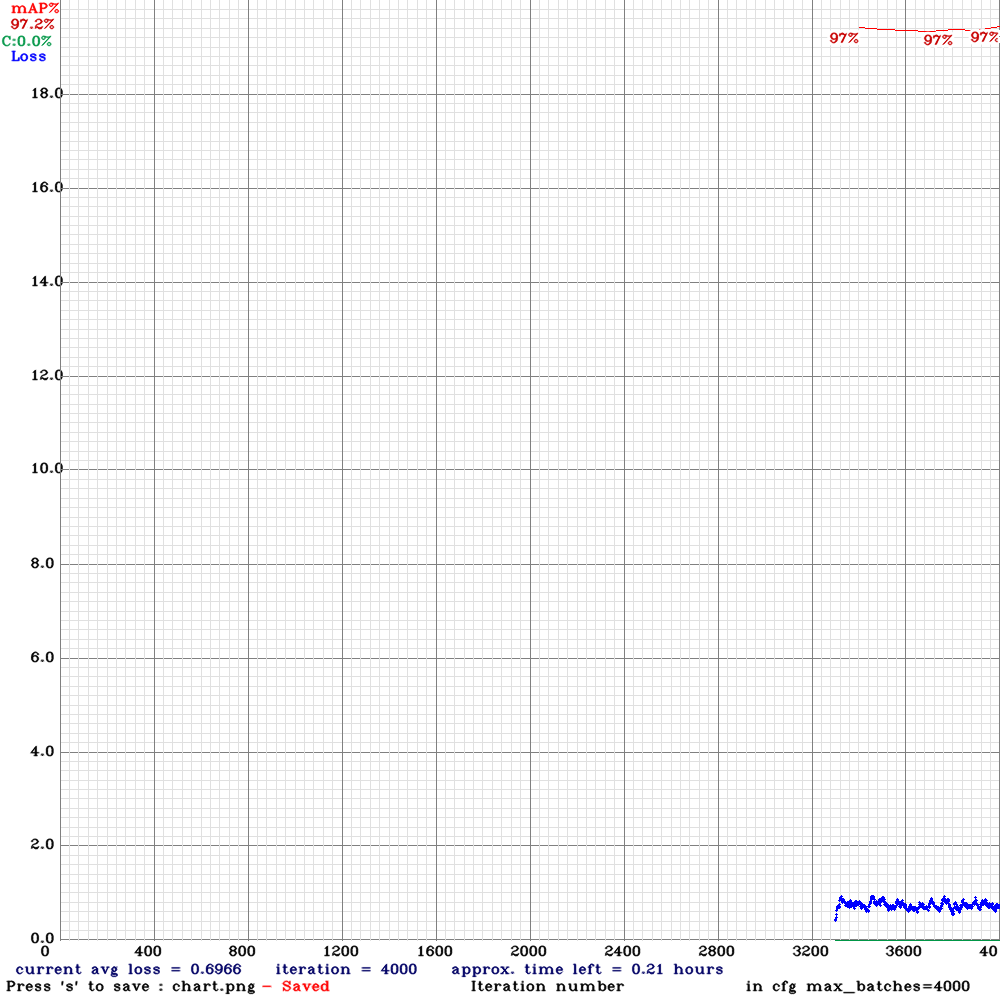 mAP%
97.2%
C:0.0%
Loss
97%
97%
97%
18.0
16.0
14.0
12.0
10.0
8.0
6.0
4.0
2.0
0.0
0 400 800 1200 1600 2000 2400 2800 3200 3600 40
current avg loss = 0.6966 iteration = 4000 approx. time left = 0.21 hours
Press 's' to save : chart.png - Saved Iteration number in cfg max_batches=4000